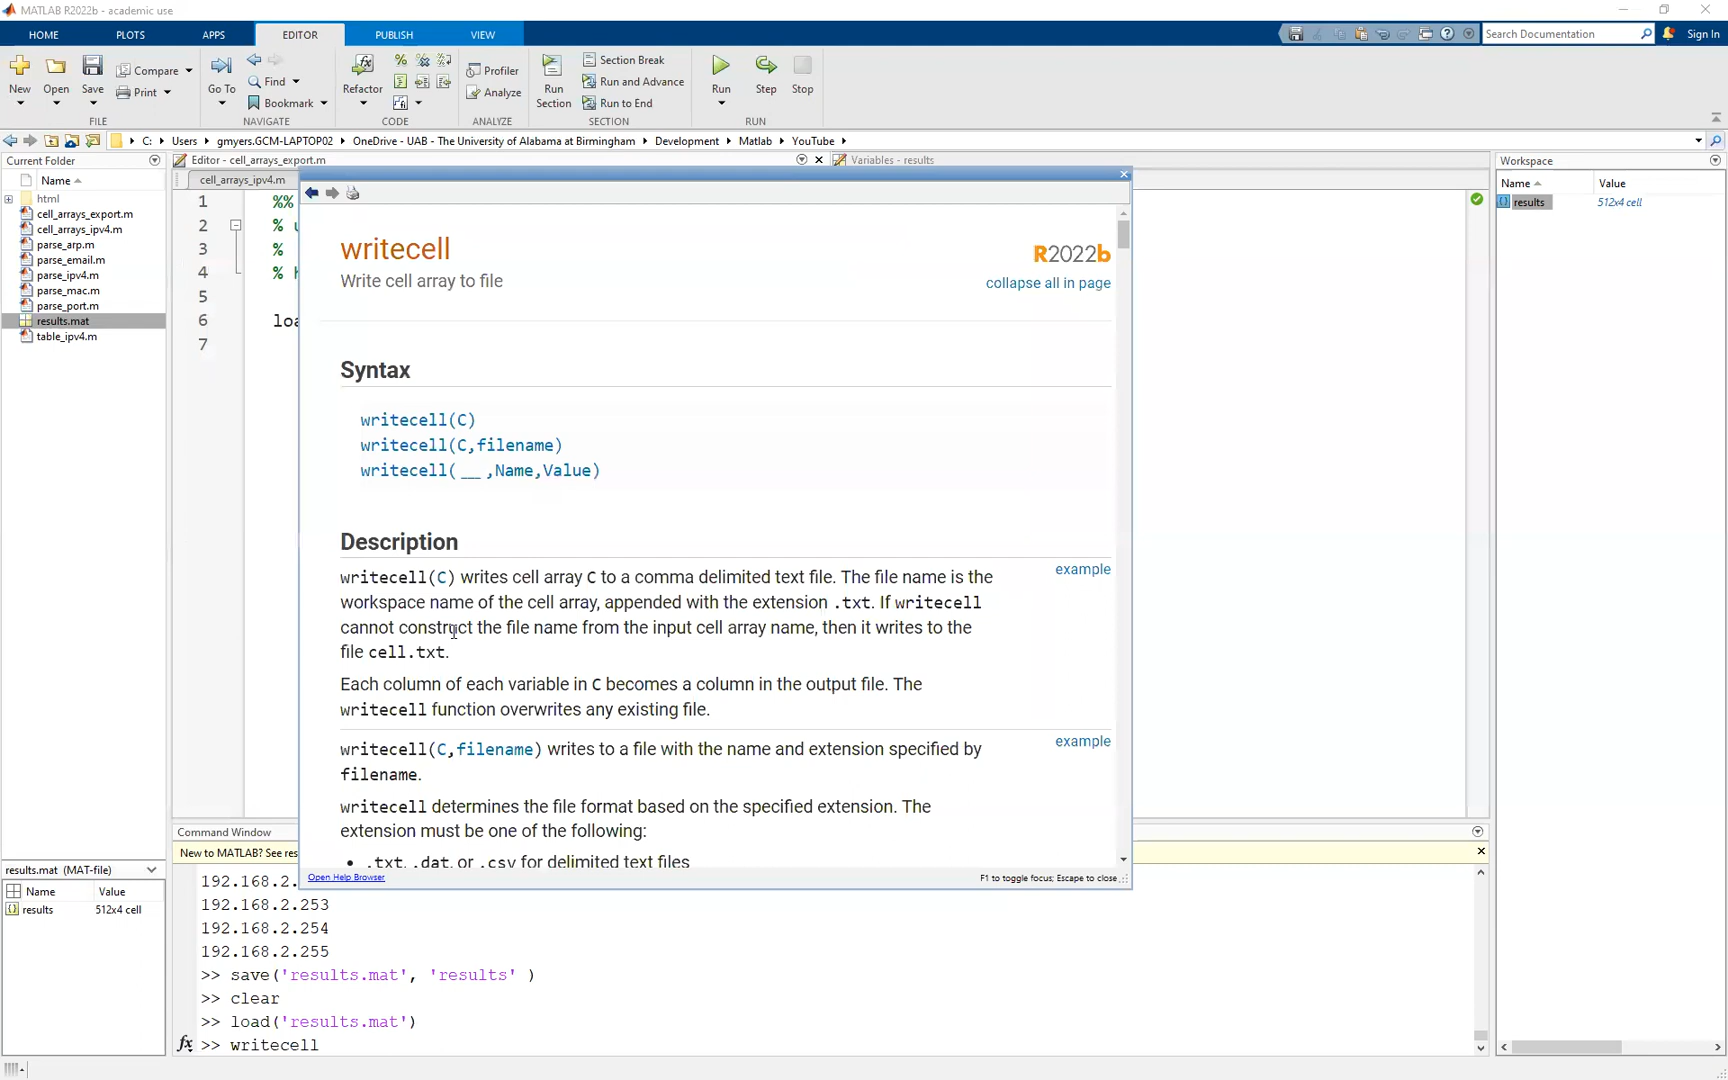 MATLAB R2022b - academic use
HOME PLOTS APPS EDITOR PUBLISH VIEW
Search Documentation Sign In
New Open Save Compare Print
FILE
Go To Find Bookmark
NAVIGATE
Refactor
CODE
Profiler Analyze
ANALYZE
Run Section Section Break Run and Advance Run to End
SECTION
Run Step Stop
RUN
C: Users gmyers.GCM-LAPTOP02 OneDrive - UAB - The University of Alabama at Birmingham Development Matlab YouTube
Current Folder
Name
html
cell_arrays_export.m
cell_arrays_ipv4.m
parse_arp.m
parse_email.m
parse_ipv4.m
parse_mac.m
parse_port.m
results.mat
table_ipv4.m
results.mat (MAT-file)
Name Value
results 512x4 cell
Editor - cell_arrays_export.m Variables - results
cell_arrays_ipv4.m
1 %%
2 % u
3 %
4 % h
5
6 loa
7
writecell
Write cell array to file
R2022b
collapse all in page
Syntax
writecell(C)
writecell(C,filename)
writecell( __ ,Name,Value)
Description
writecell(C) writes cell array C to a comma delimited text file. The file name is the
workspace name of the cell array, appended with the extension .txt. If writecell
cannot construct the file name from the input cell array name, then it writes to the
file cell.txt.
example
Each column of each variable in C becomes a column in the output file. The
writecell function overwrites any existing file.
writecell(C,filename) writes to a file with the name and extension specified by
filename.
example
writecell determines the file format based on the specified extension. The
extension must be one of the following:
• .txt, .dat, or .csv for delimited text files
Open Help Browser F1 to toggle focus; Escape to close
Command Window
New to MATLAB? See res
192.168.2.
192.168.2.253
192.168.2.254
192.168.2.255
>> save('results.mat', 'results' )
>> clear
>> load('results.mat')
fx >> writecell
Workspace
Name Value
results 512x4 cell